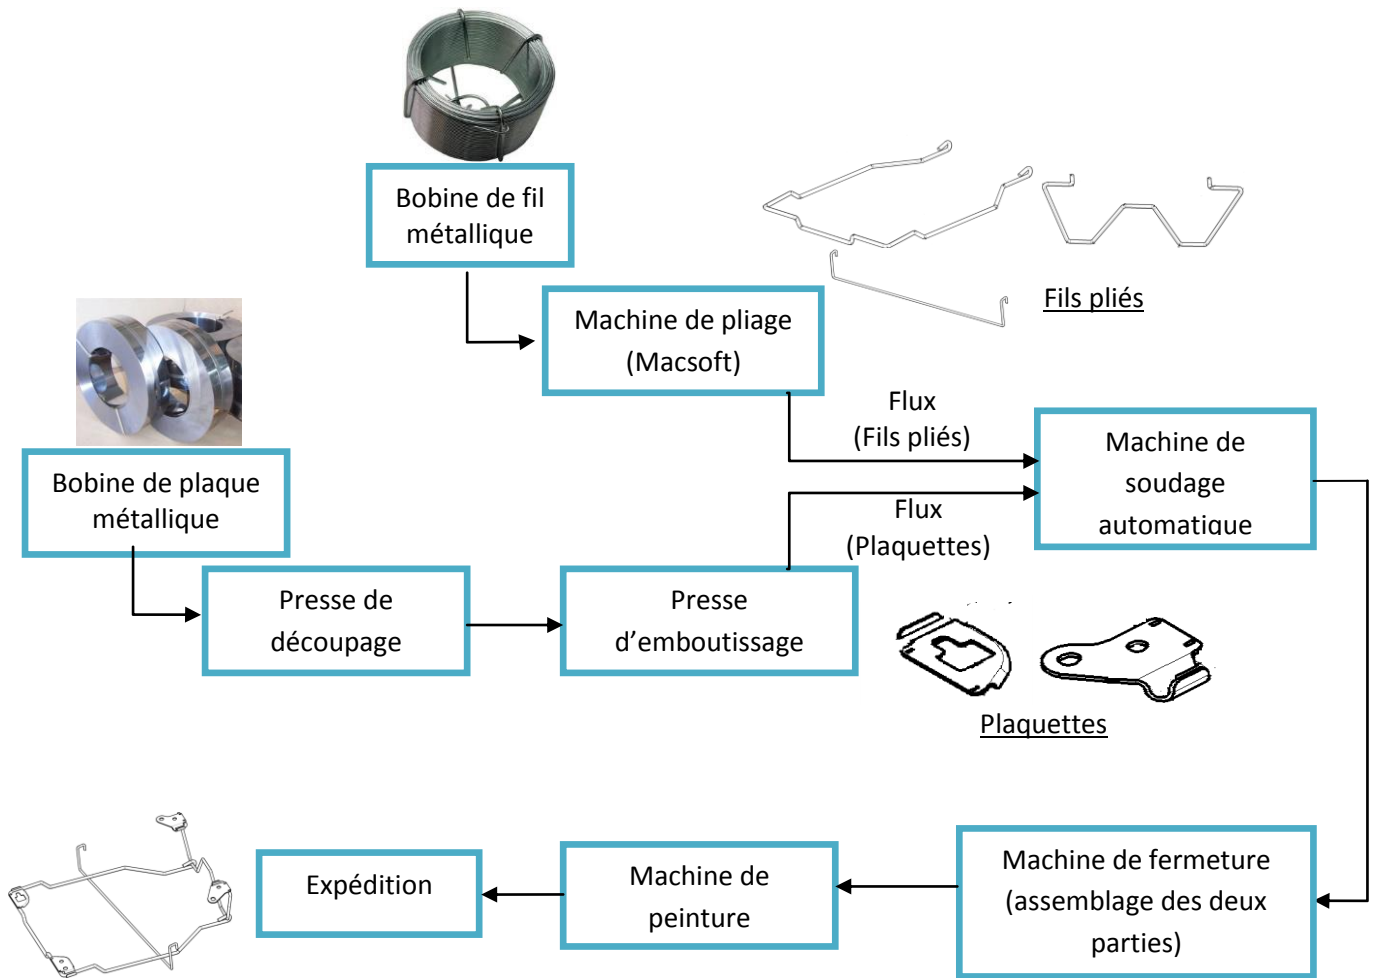 Bobine de fil
métallique
Machine de pliage
(Macsoft)
Fils pliés
Flux
(Fils pliés)
Machine de
soudage
automatique
Bobine de plaque
métallique
Flux
(Plaquettes)
Presse de
découpage
Presse
d’emboutissage
Plaquettes
Machine de fermeture
(assemblage des deux
parties)
Machine de
peinture
Expédition